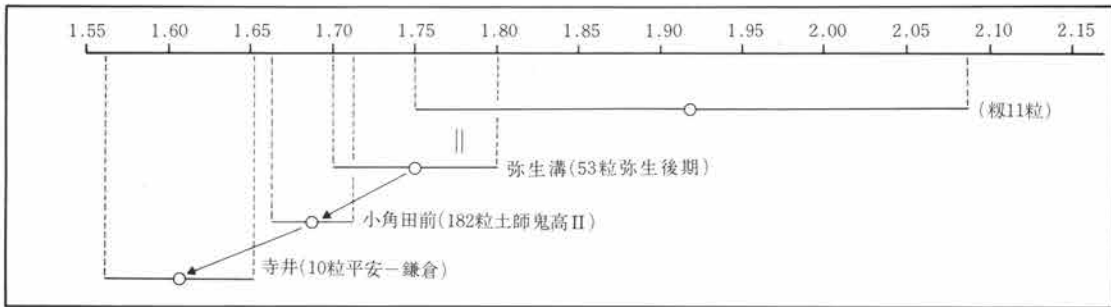 1.55 1.60 1.65 1.70 1.75 1.80 1.85 1.90 1.95 2.00 2.05 2.10 2.15
(籾11粒)
||
弥生溝(53粒弥生後期)
小角田前(182粒土師鬼高II)
寺井(10粒平安−鎌倉)